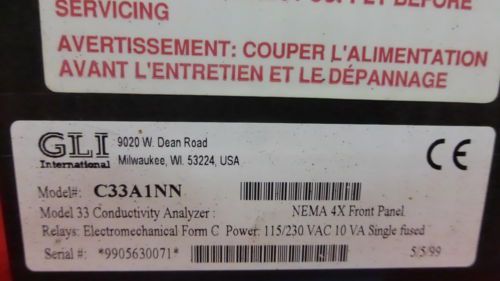 BEFORE
SERVICING
AVERTISSEMENT: COUPER L'ALIMENTATION
AVANT L'ENTRETIEN ET LE DÉPANNAGE
GLI
International
9020 W. Dean Road
Milwaukee, WI. 53224, USA
CE
Model#: C33A1NN
Model 33 Conductivity Analyzer : NEMA 4X Front Panel
Relays: Electromechanical Form C Power: 115/230 VAC 10 VA Single fused
Serial #: *9905630071* 5/5/99